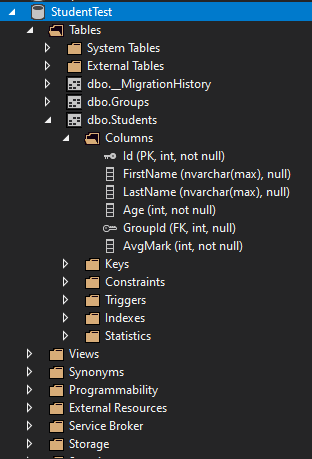 StudentTest
Tables
System Tables
External Tables
dbo.__MigrationHistory
dbo.Groups
dbo.Students
Columns
Id (PK, int, not null)
FirstName (nvarchar(max), null)
LastName (nvarchar(max), null)
Age (int, not null)
GroupId (FK, int, null)
AvgMark (int, not null)
Keys
Constraints
Triggers
Indexes
Statistics
Views
Synonyms
Programmability
External Resources
Service Broker
Storage